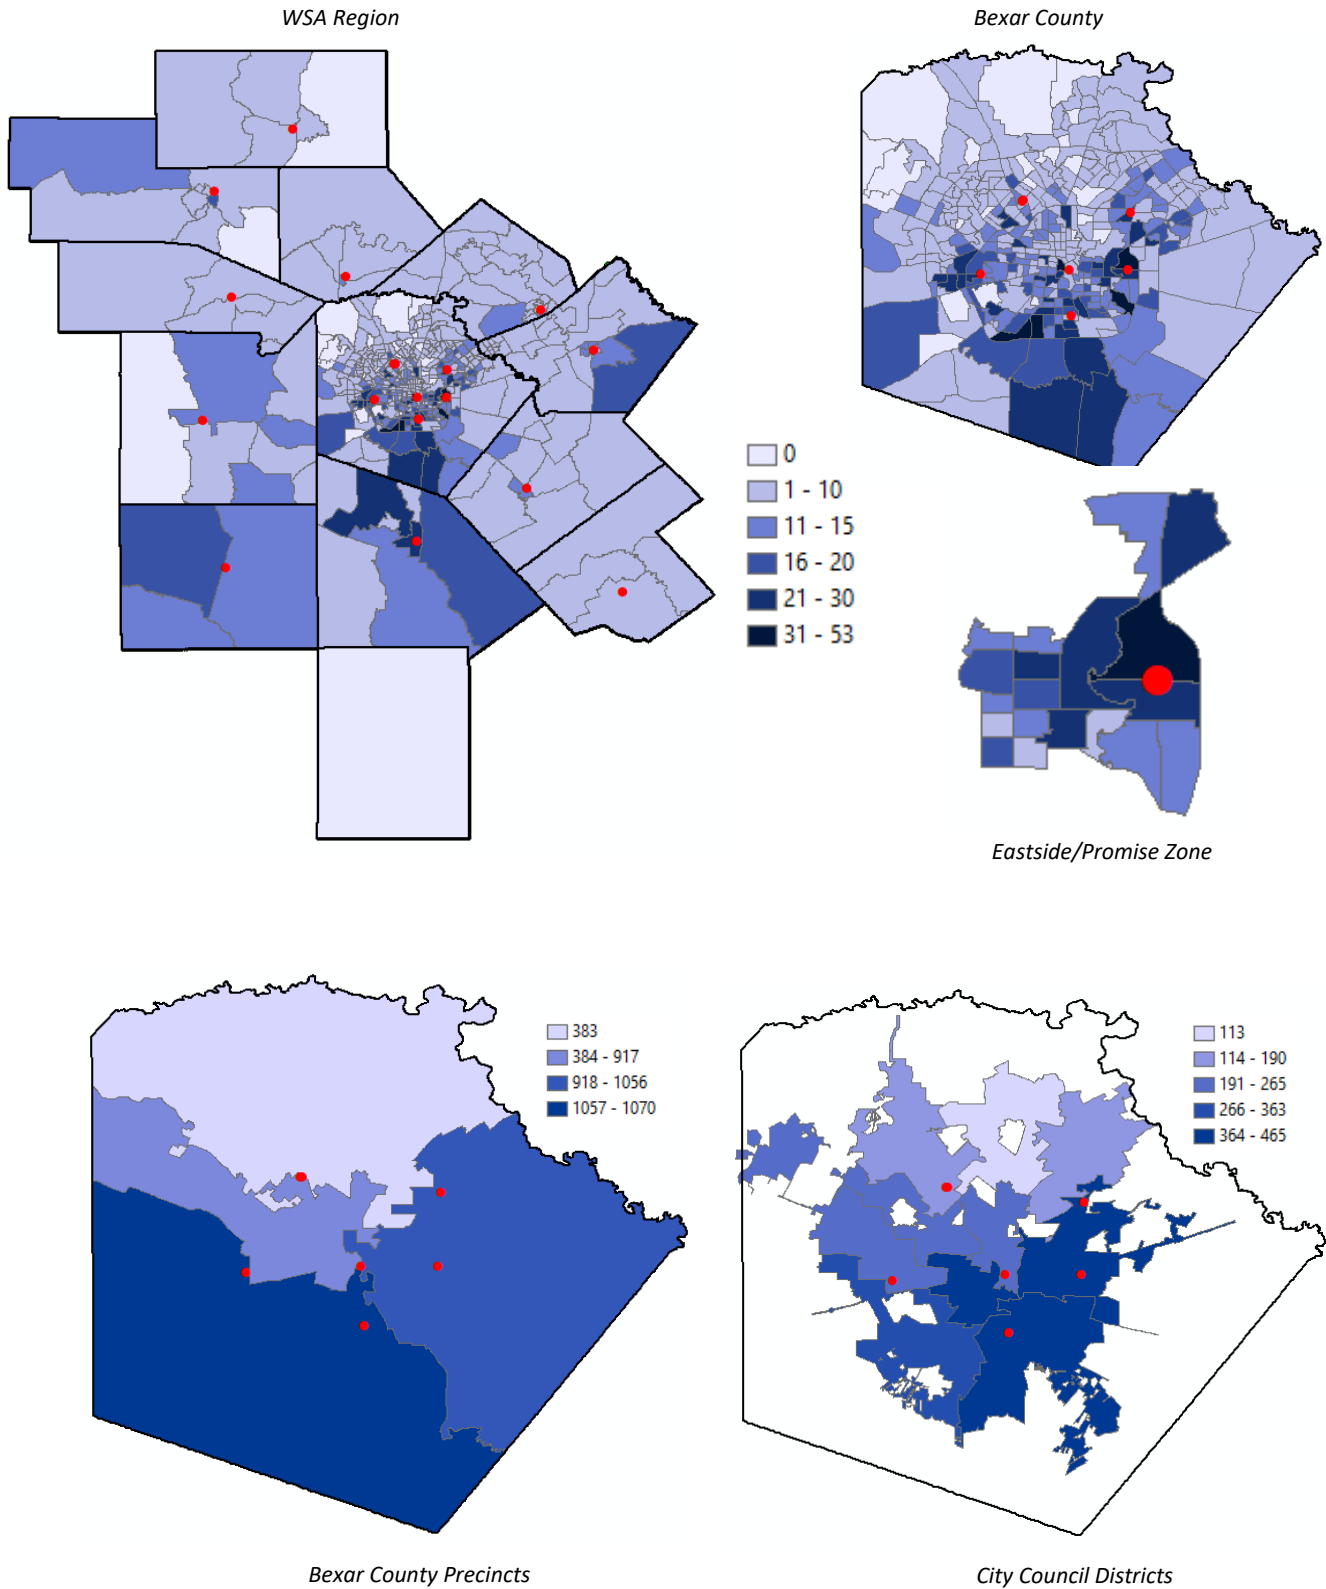 WSA Region
Bexar County
0
1 - 10
11 - 15
16 - 20
21 - 30
31 - 53
Eastside/Promise Zone
383
384 - 917
918 - 1056
1057 - 1070
113
114 - 190
191 - 265
266 - 363
364 - 465
Bexar County Precincts
City Council Districts